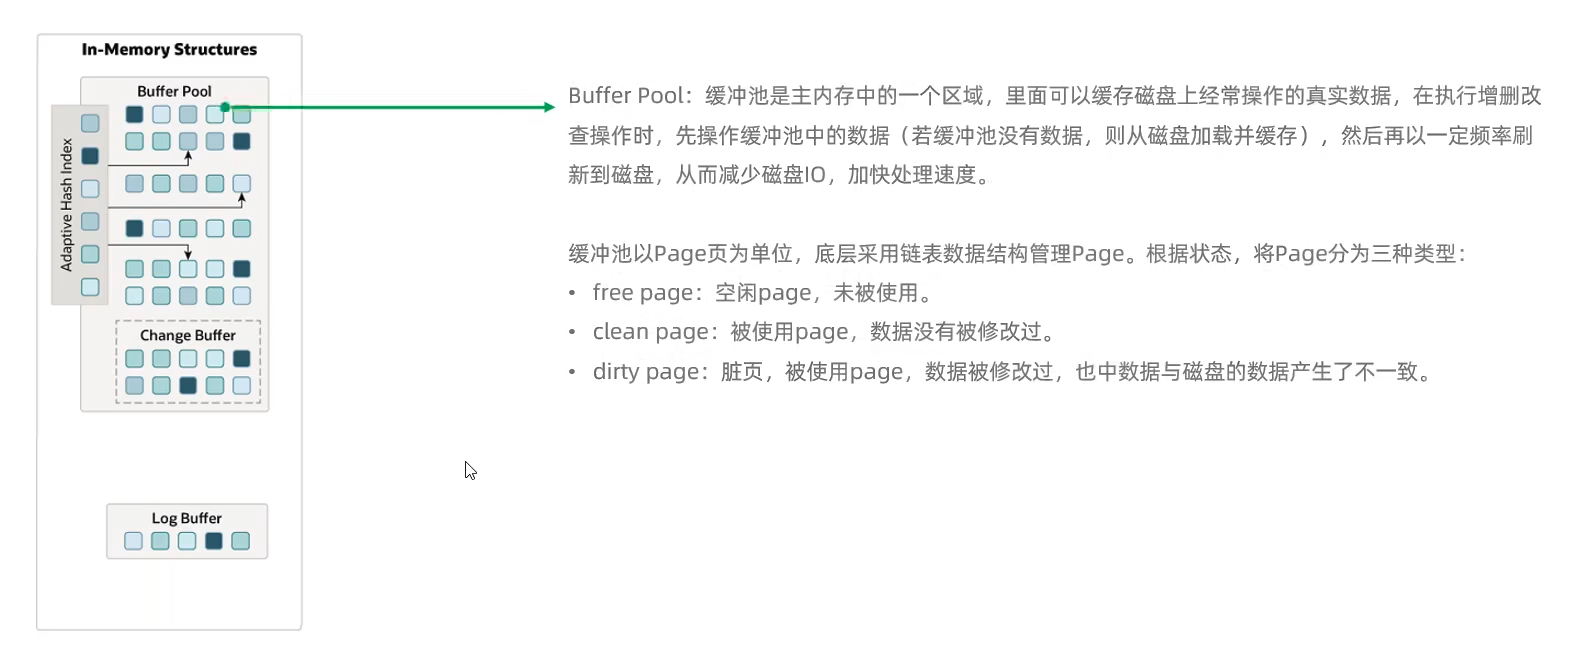 In-Memory Structures
Buffer Pool
Adaptive Hash Index
Change Buffer
Log Buffer
Buffer Pool：缓冲池是主内存中的一个区域，里面可以缓存磁盘上经常操作的真实数据，在执行增删改
查操作时，先操作缓冲池中的数据（若缓冲池没有数据，则从磁盘加载并缓存），然后再以一定频率刷
新到磁盘，从而减少磁盘IO，加快处理速度。
缓冲池以Page页为单位，底层采用链表数据结构管理Page。根据状态，将Page分为三种类型：
• free page：空闲page，未被使用。
• clean page：被使用page，数据没有被修改过。
• dirty page：脏页，被使用page，数据被修改过，也中数据与磁盘的数据产生了不一致。